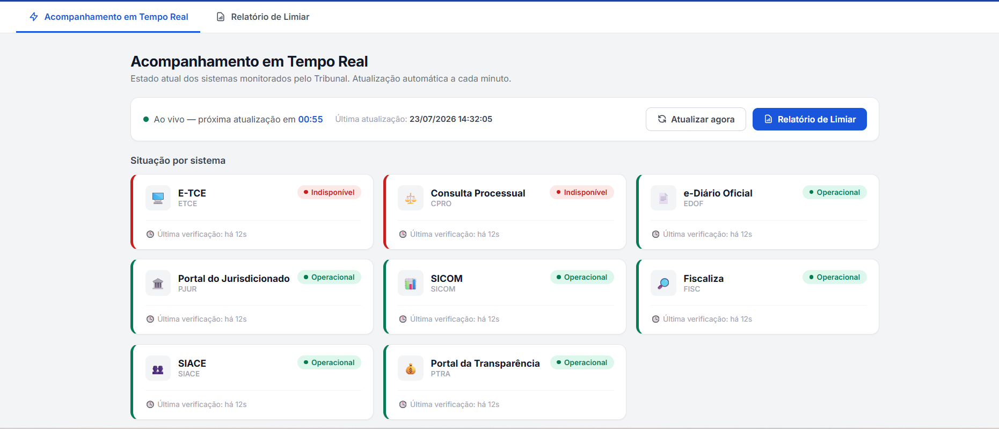 Acompanhamento em Tempo Real
Relatório de Limiar
Acompanhamento em Tempo Real
Estado atual dos sistemas monitorados pelo Tribunal. Atualização automática a cada minuto.
Ao vivo — próxima atualização em 00:55
Última atualização: 23/07/2026 14:32:05
Atualizar agora
Relatório de Limiar
Situação por sistema
E-TCE
Indisponível
ETCE
Última verificação: há 12s
Consulta Processual
Indisponível
CPRO
Última verificação: há 12s
e-Diário Oficial
Operacional
EDOF
Última verificação: há 12s
Portal do Jurisdicionado
Operacional
PJUR
Última verificação: há 12s
SICOM
Operacional
SICOM
Última verificação: há 12s
Fiscaliza
Operacional
FISC
Última verificação: há 12s
SIACE
Operacional
SIACE
Última verificação: há 12s
Portal da Transparência
Operacional
PTRA
Última verificação: há 12s